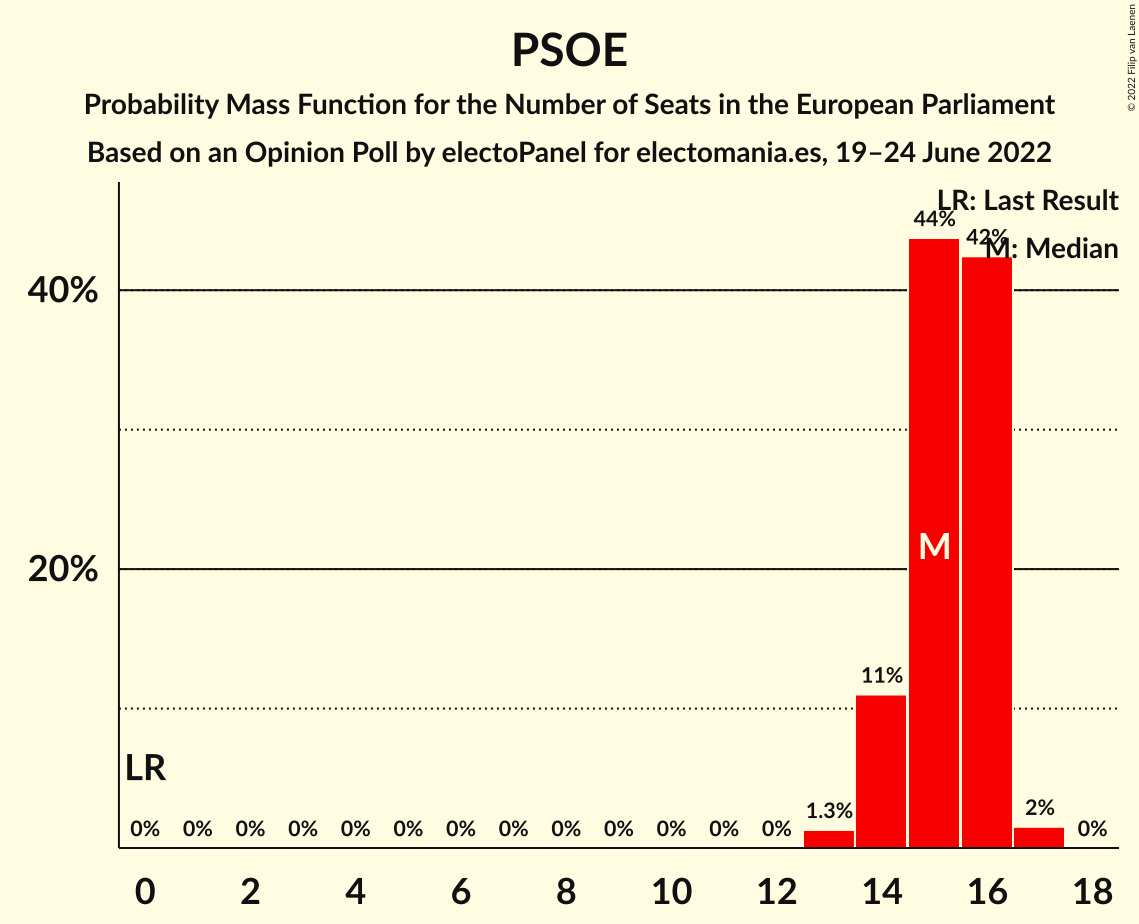 PSOE
Probability Mass Function for the Number of Seats in the European Parliament
Based on an Opinion Poll by electoPanel for electomania.es, 19–24 June 2022
© 2022 Filip van Laenen
LR: Last Result
M: Median
44%
42%
40%
20%
M
11%
LR
0% 0% 0% 0% 0% 0% 0% 0% 0% 0% 0% 0% 0% 1.3% 2% 0%
0 2 4 6 8 10 12 14 16 18